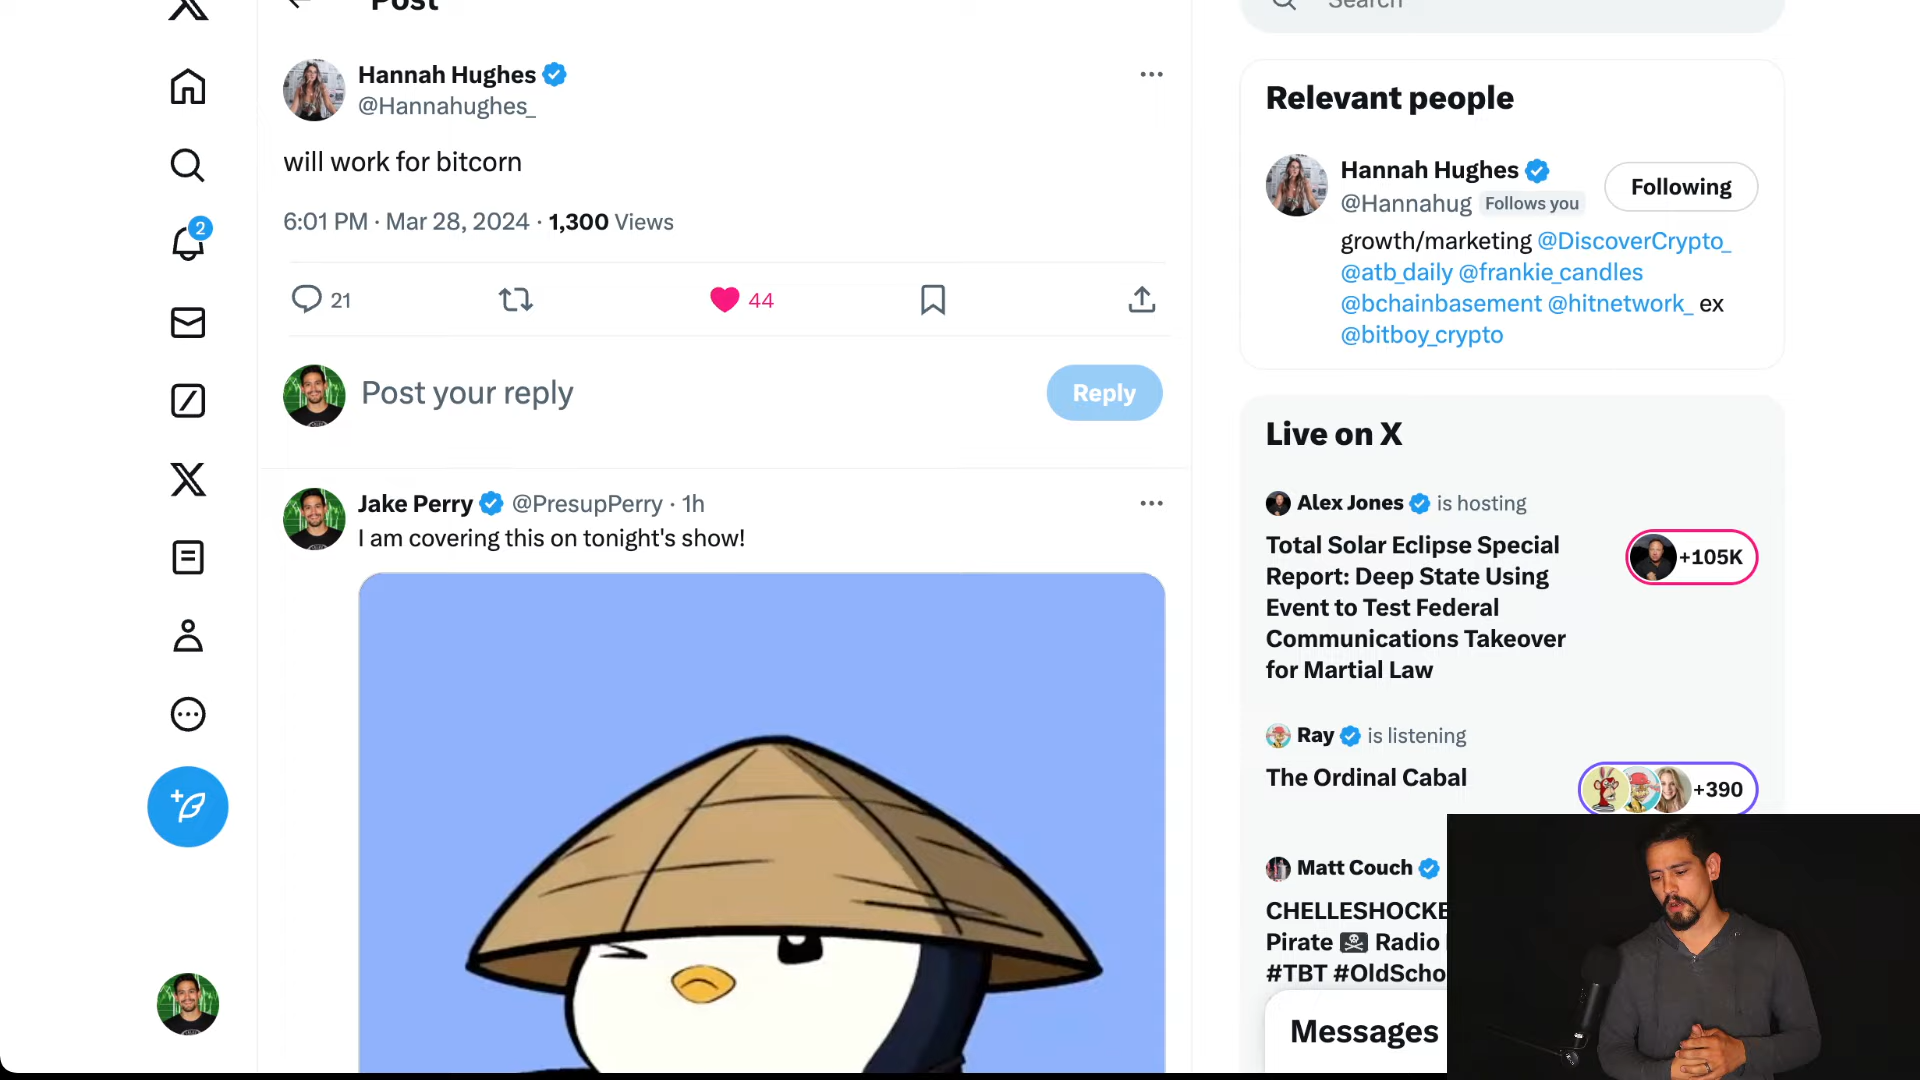 Post
Search
Hannah Hughes
@Hannahughes_
will work for bitcorn
6:01 PM · Mar 28, 2024 · 1,300 Views
21
44
Post your reply
Reply
Jake Perry @PresupPerry · 1h
I am covering this on tonight's show!
2
Relevant people
Hannah Hughes
@Hannahug Follows you
Following
growth/marketing @DiscoverCrypto_
@atb_daily @frankie_candles
@bchainbasement @hitnetwork_ ex
@bitboy_crypto
Live on X
Alex Jones is hosting
Total Solar Eclipse Special
Report: Deep State Using
Event to Test Federal
Communications Takeover
for Martial Law
+105K
Ray is listening
The Ordinal Cabal
+390
Matt Couch
CHELLESHOCKE
Pirate Radio
#TBT #OldScho
Messages